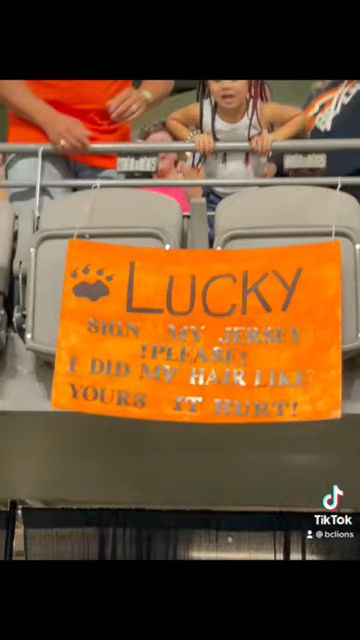 LUCKY
SIGN MY JERSEY
!PLEASE!
I DID MY HAIR LIKE
YOURS IT HURT!
TikTok
@bclions